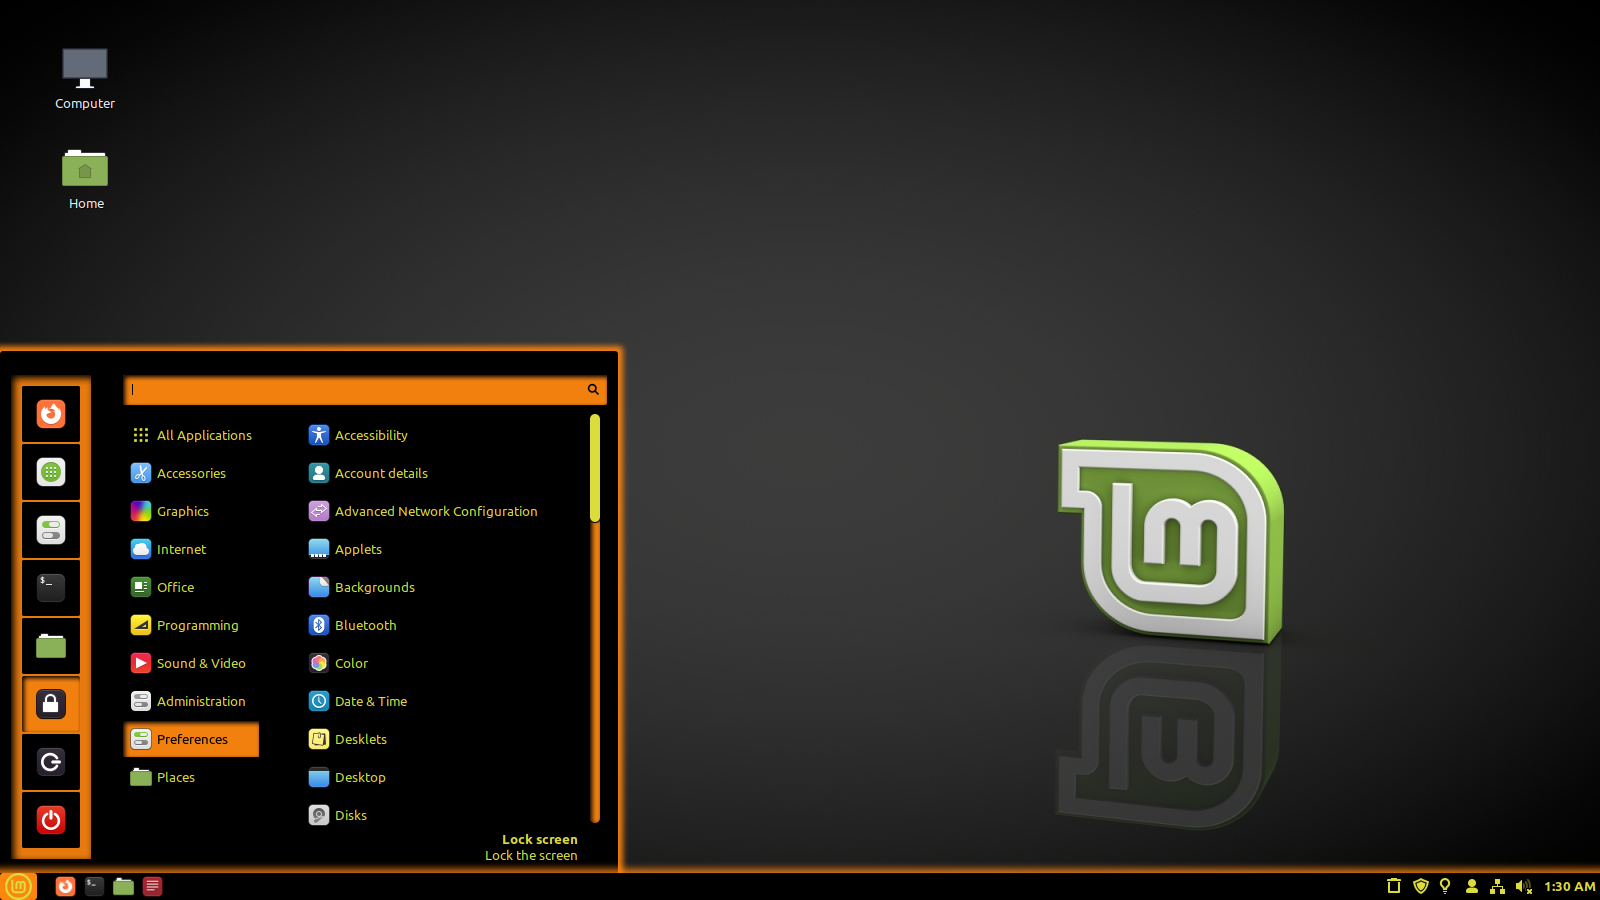 Computer
Home
All Applications
Accessories
Graphics
Internet
Office
Programming
Sound & Video
Administration
Preferences
Places
Accessibility
Account details
Advanced Network Configuration
Applets
Backgrounds
Bluetooth
Color
Date & Time
Desklets
Desktop
Disks
Lock screen
Lock the screen
1:30 AM